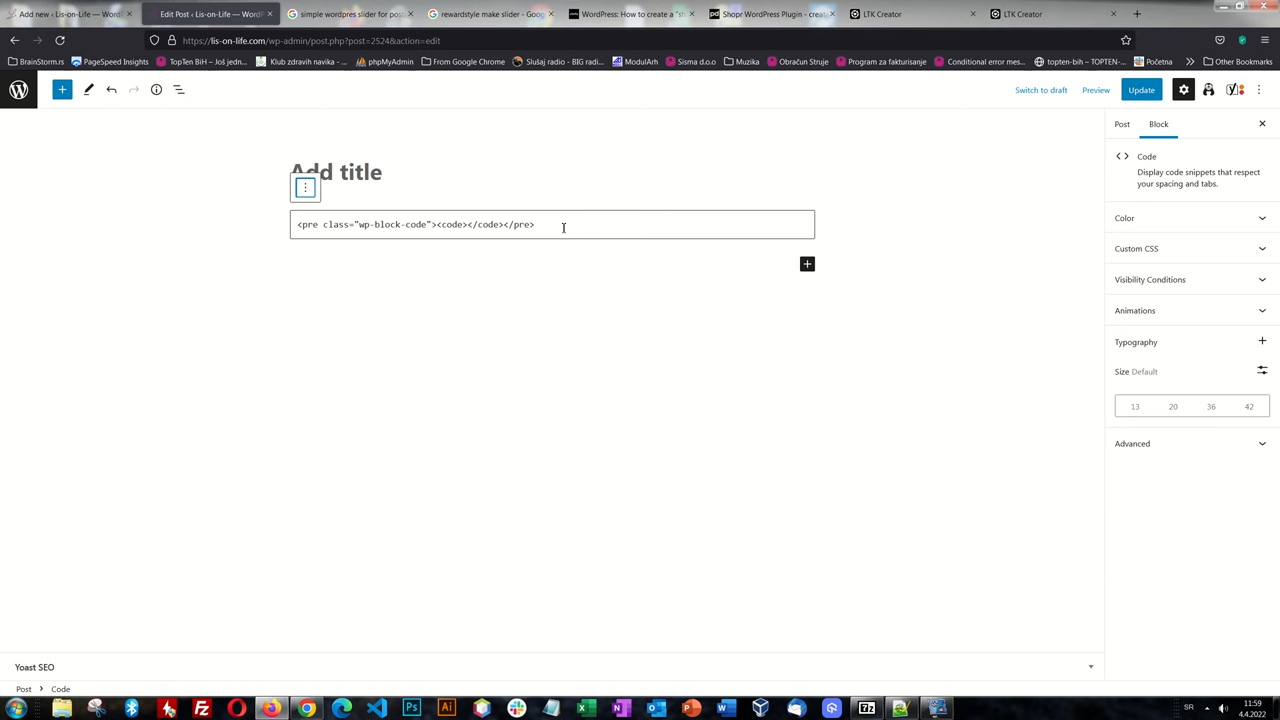 Add new ‹ Lis-on-Life — WordP
Edit Post ‹ Lis-on-Life — WordP
simple wordpres slider for post
rewardstyle make slider - Goog
WordPress: How to create a "sh
Shopr WordPress Plugin - creat
LTK Creator
LTK Creator
https://lis-on-life.com/wp-admin/post.php?post=2524&action=edit
BrainStorm.rs
PageSpeed Insights
TopTen BiH – Još jedn...
Klub zdravih navika - ...
phpMyAdmin
From Google Chrome
Slušaj radio - BIG radi...
Muzika
ModulArh
Sisma d.o.o
Obračun Struje
Program za fakturisanje
Conditional error mes...
topten-bih — TOPTEN-...
Početna
Other Bookmarks
Switch to draft
Preview
Update
Post
Block
Add title
<pre class="wp-block-code"><code></code></pre>
Code
Display code snippets that respect
your spacing and tabs.
Color
Custom CSS
Visibility Conditions
Animations
Typography
Size Default
13 20 36 42
Advanced
Yoast SEO
Post
Code
SR
11:59
4.4.2022